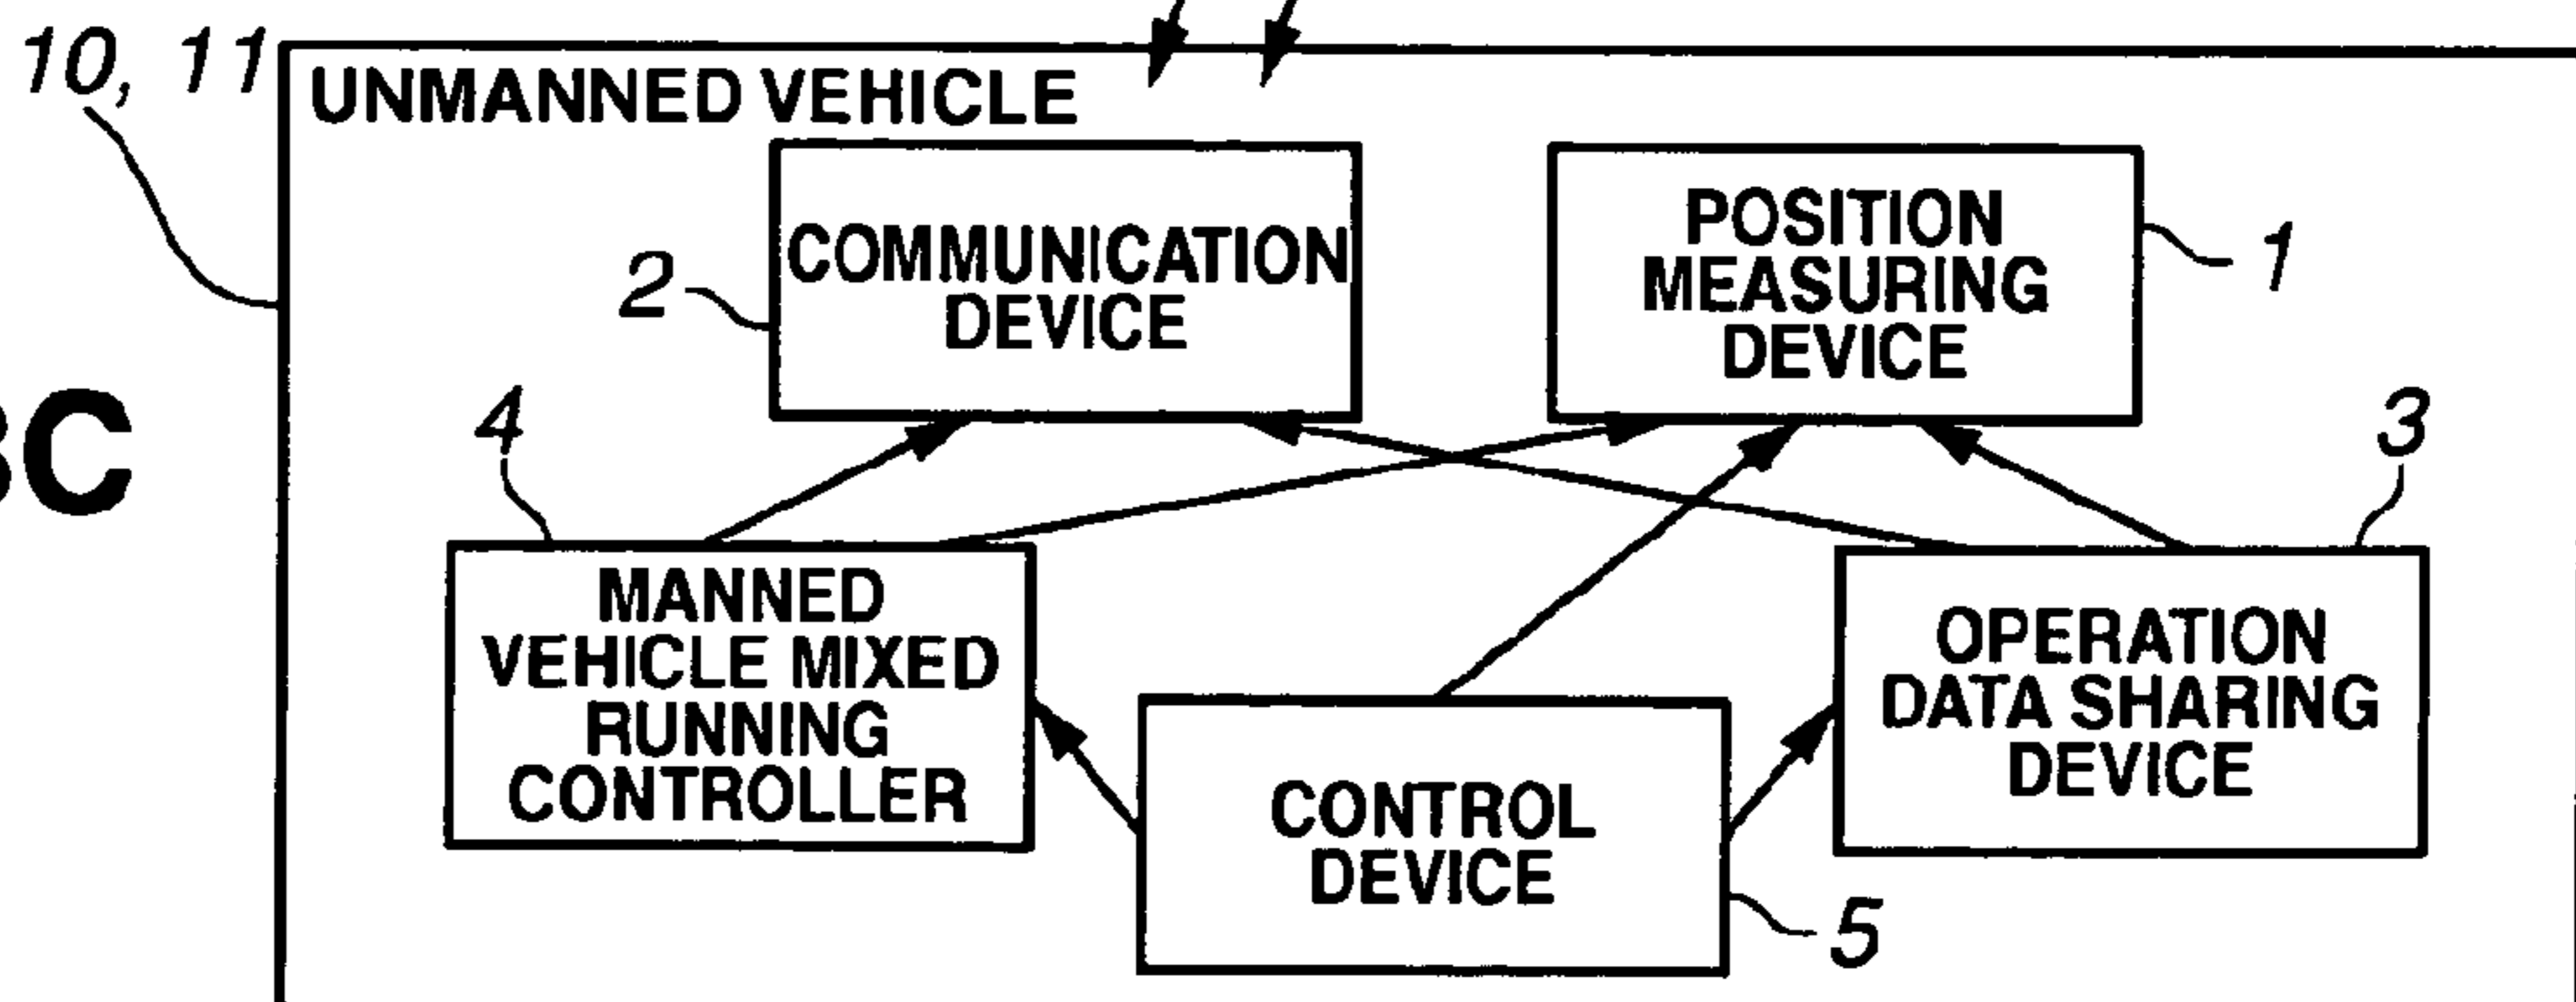 10, 11
UNMANNED VEHICLE
COMMUNICATION
DEVICE
2
POSITION
MEASURING
DEVICE
1
C
4
3
MANNED
VEHICLE MIXED
RUNNING
CONTROLLER
OPERATION
DATA SHARING
DEVICE
CONTROL
DEVICE
5